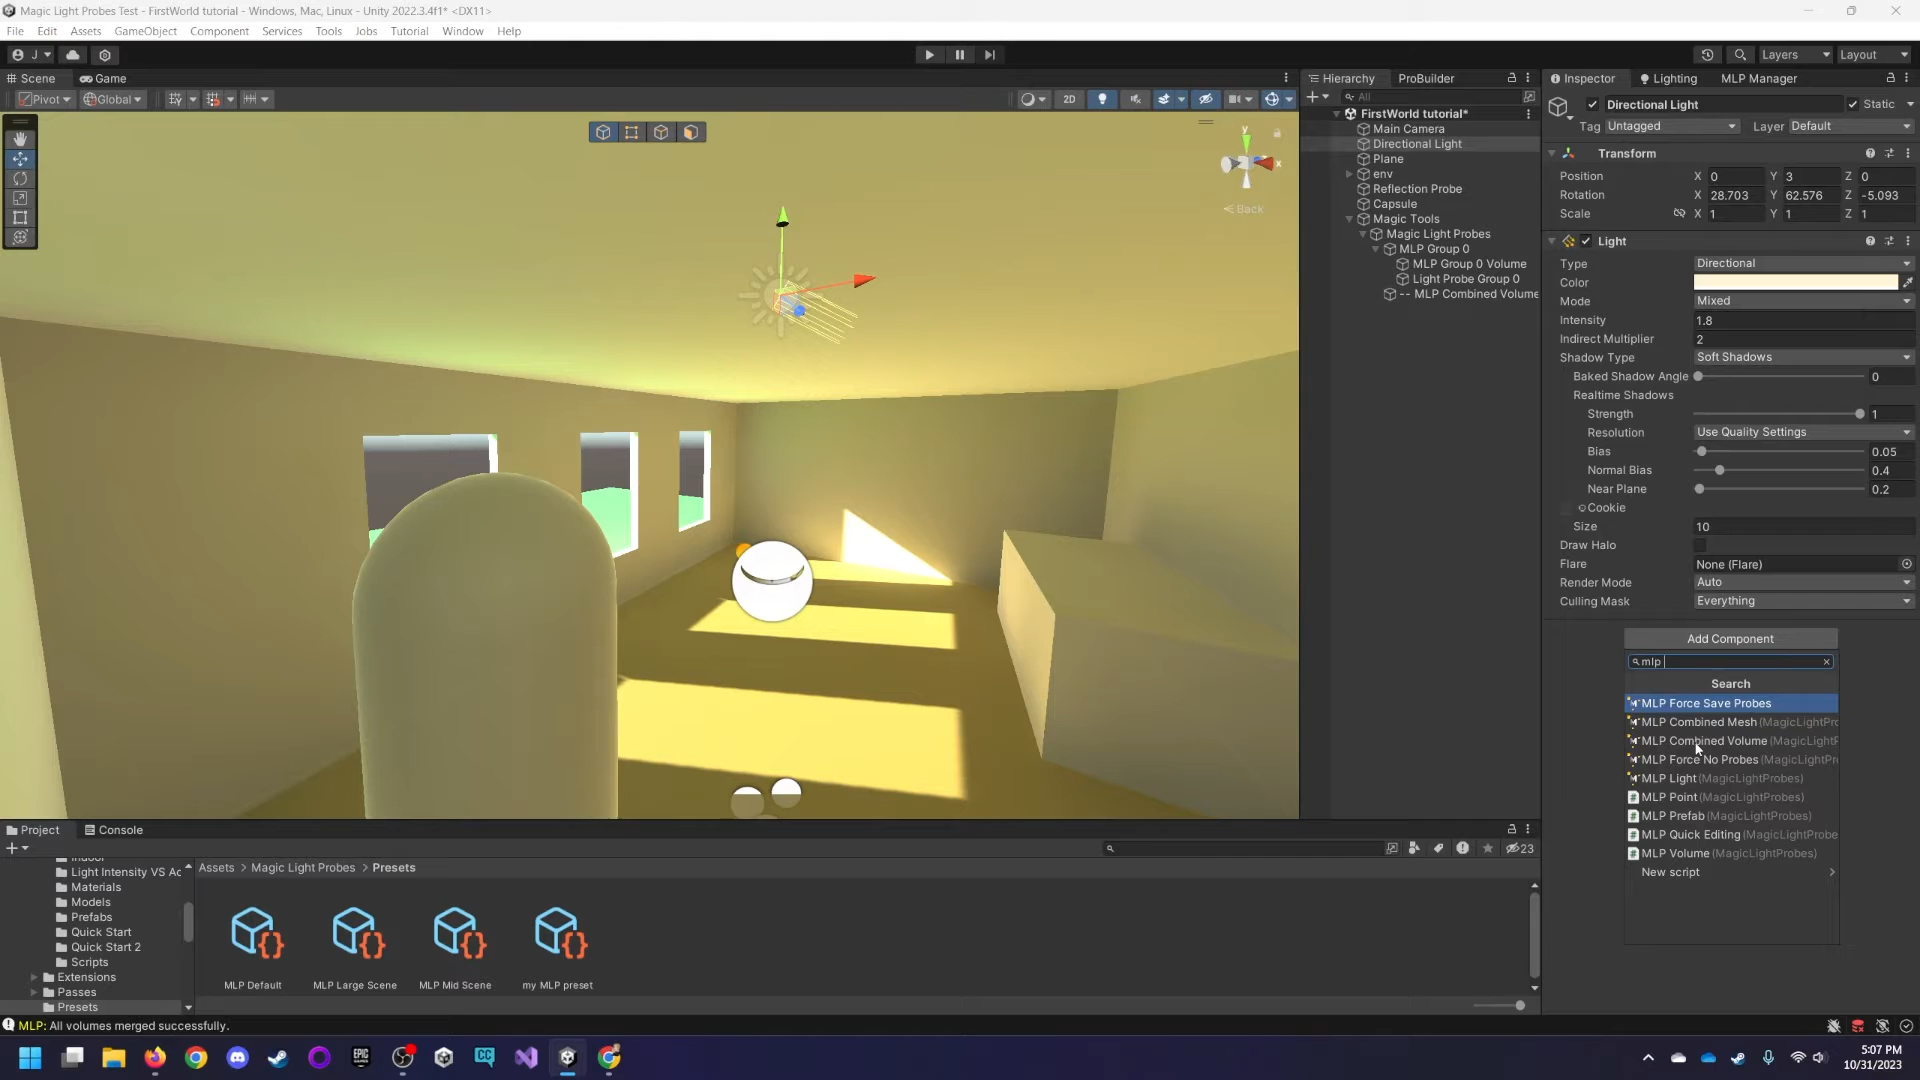 Magic Light Probes Test - FirstWorld tutorial - Windows, Mac, Linux - Unity 2022.3.4f1* <DX11>
File Edit Assets GameObject Component Services Tools Jobs Tutorial Window Help
J
Layers Layout
Scene Game
Pivot Global
2D
y
x
Back
Hierarchy ProBuilder
All
FirstWorld tutorial*
Main Camera
Directional Light
Plane
env
Reflection Probe
Capsule
Magic Tools
Magic Light Probes
MLP Group 0
MLP Group 0 Volume
Light Probe Group 0
-- MLP Combined Volume
Inspector Lighting MLP Manager
Directional Light Static
Tag Untagged Layer Default
Transform
Position X 0 Y 3 Z 0
Rotation X 28.703 Y 62.576 Z -5.093
Scale X 1 Y 1 Z 1
Light
Type Directional
Color
Mode Mixed
Intensity 1.8
Indirect Multiplier 2
Shadow Type Soft Shadows
Baked Shadow Angle 0
Realtime Shadows
Strength 1
Resolution Use Quality Settings
Bias 0.05
Normal Bias 0.4
Near Plane 0.2
Cookie
Size 10
Draw Halo
Flare None (Flare)
Render Mode Auto
Culling Mask Everything
Add Component
mlp
Search
MLP Force Save Probes
MLP Combined Mesh (MagicLightPro
MLP Combined Volume (MagicLightP
MLP Force No Probes (MagicLightPr
MLP Light (MagicLightProbes)
MLP Point (MagicLightProbes)
MLP Prefab (MagicLightProbes)
MLP Quick Editing (MagicLightProbe
MLP Volume (MagicLightProbes)
New script
Project Console
23
Indoor
Light Intensity VS Ac
Materials
Models
Prefabs
Quick Start
Quick Start 2
Scripts
Extensions
Passes
Presets
Assets > Magic Light Probes > Presets
MLP Default MLP Large Scene MLP Mid Scene my MLP preset
MLP: All volumes merged successfully.
EPIC
CC
5:07 PM
10/31/2023